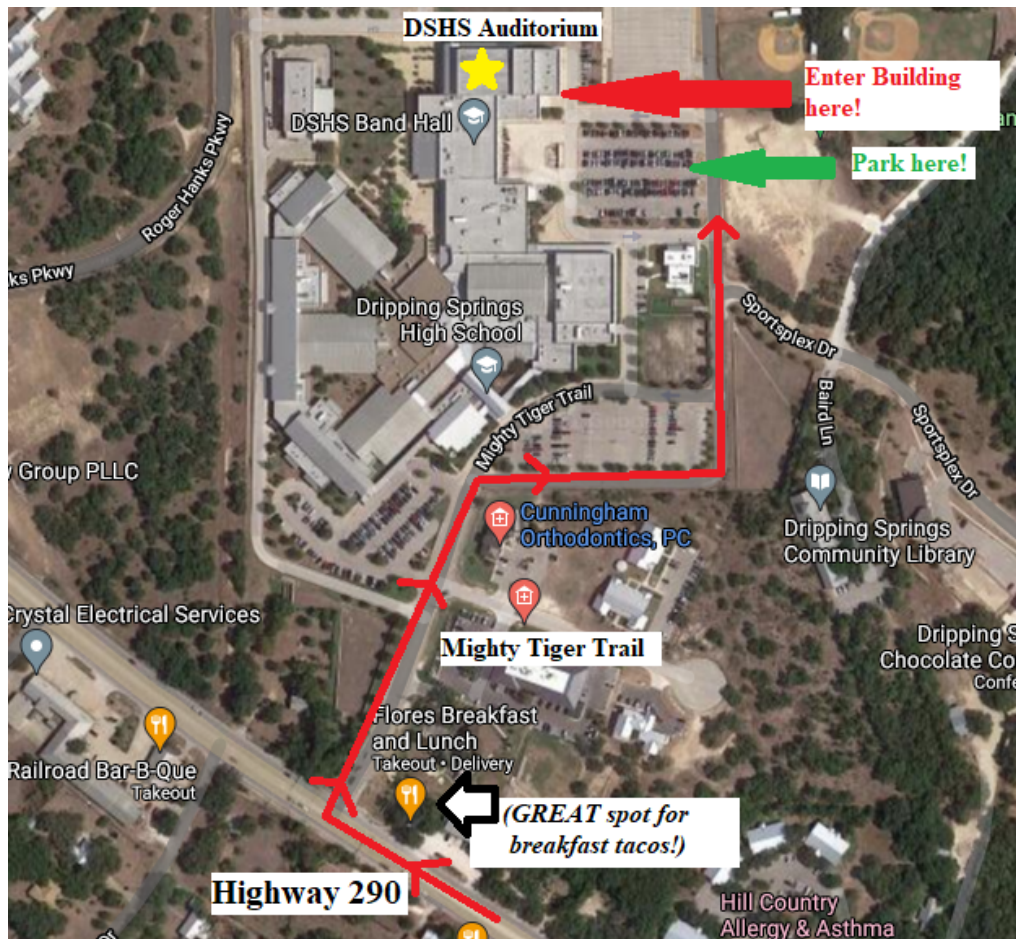 DSHS Auditorium
Enter Building
here!
DSHS Band Hall
Park here!
Roger Hanks Pkwy
ks Pkwy
Dripping Springs
High School
Sportsplex Dr
Mighty Tiger Trail
Baird Ln
Sportsplex Dr
y Group PLLC
Cunningham
Orthodontics, PC
Dripping Springs
Community Library
Crystal Electrical Services
Mighty Tiger Trail
Dripping S
Chocolate Co
Confe
Flores Breakfast
and Lunch
Takeout • Delivery
Railroad Bar-B-Que
Takeout
(GREAT spot for
breakfast tacos!)
Highway 290
Hill Country
Allergy & Asthma